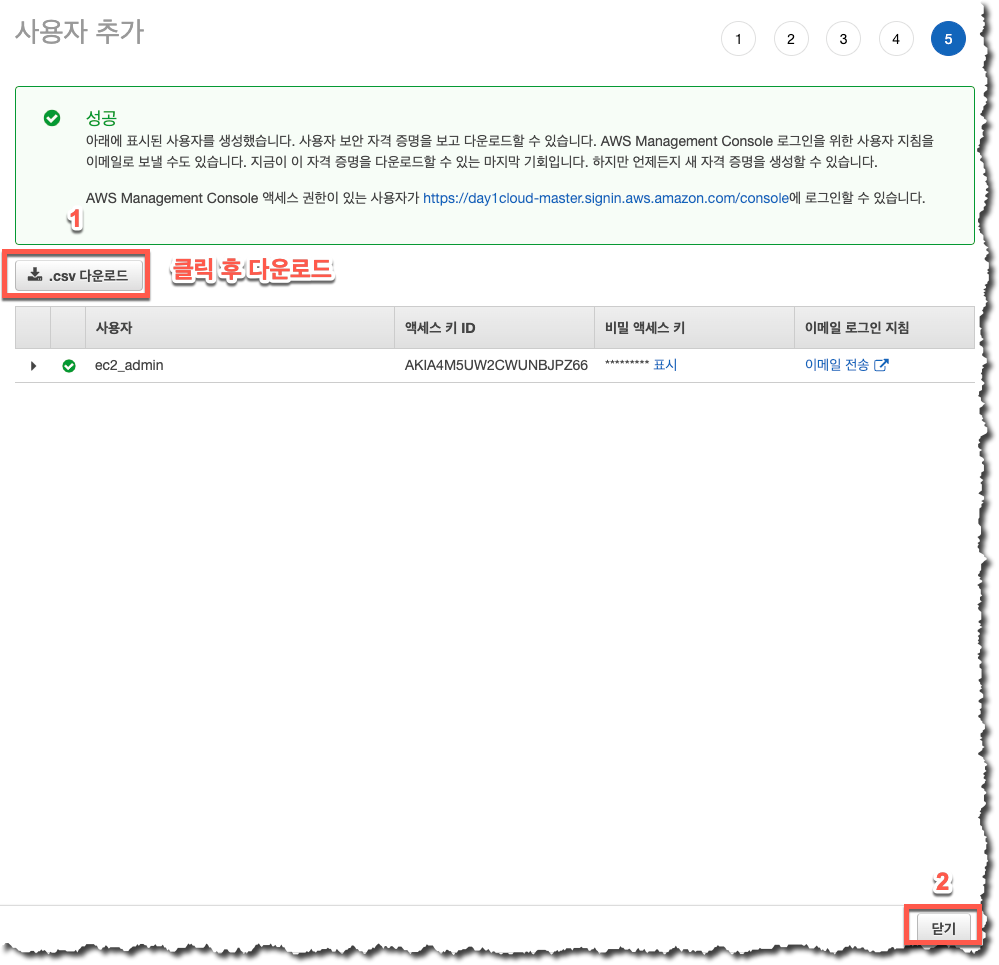 사용자 추가
1 2 3 4 5
성공
아래에 표시된 사용자를 생성했습니다. 사용자 보안 자격 증명을 보고 다운로드할 수 있습니다. AWS Management Console 로그인을 위한 사용자 지침을
이메일로 보낼 수도 있습니다. 지금이 이 자격 증명을 다운로드할 수 있는 마지막 기회입니다. 하지만 언제든지 새 자격 증명을 생성할 수 있습니다.
AWS Management Console 액세스 권한이 있는 사용자가 https://day1cloud-master.signin.aws.amazon.com/console에 로그인할 수 있습니다.
1
.csv 다운로드 클릭 후 다운로드
사용자 액세스 키 ID 비밀 액세스 키 이메일 로그인 지침
ec2_admin AKIA4M5UW2CWUNBJPZ66 ********* 표시 이메일 전송
2
닫기